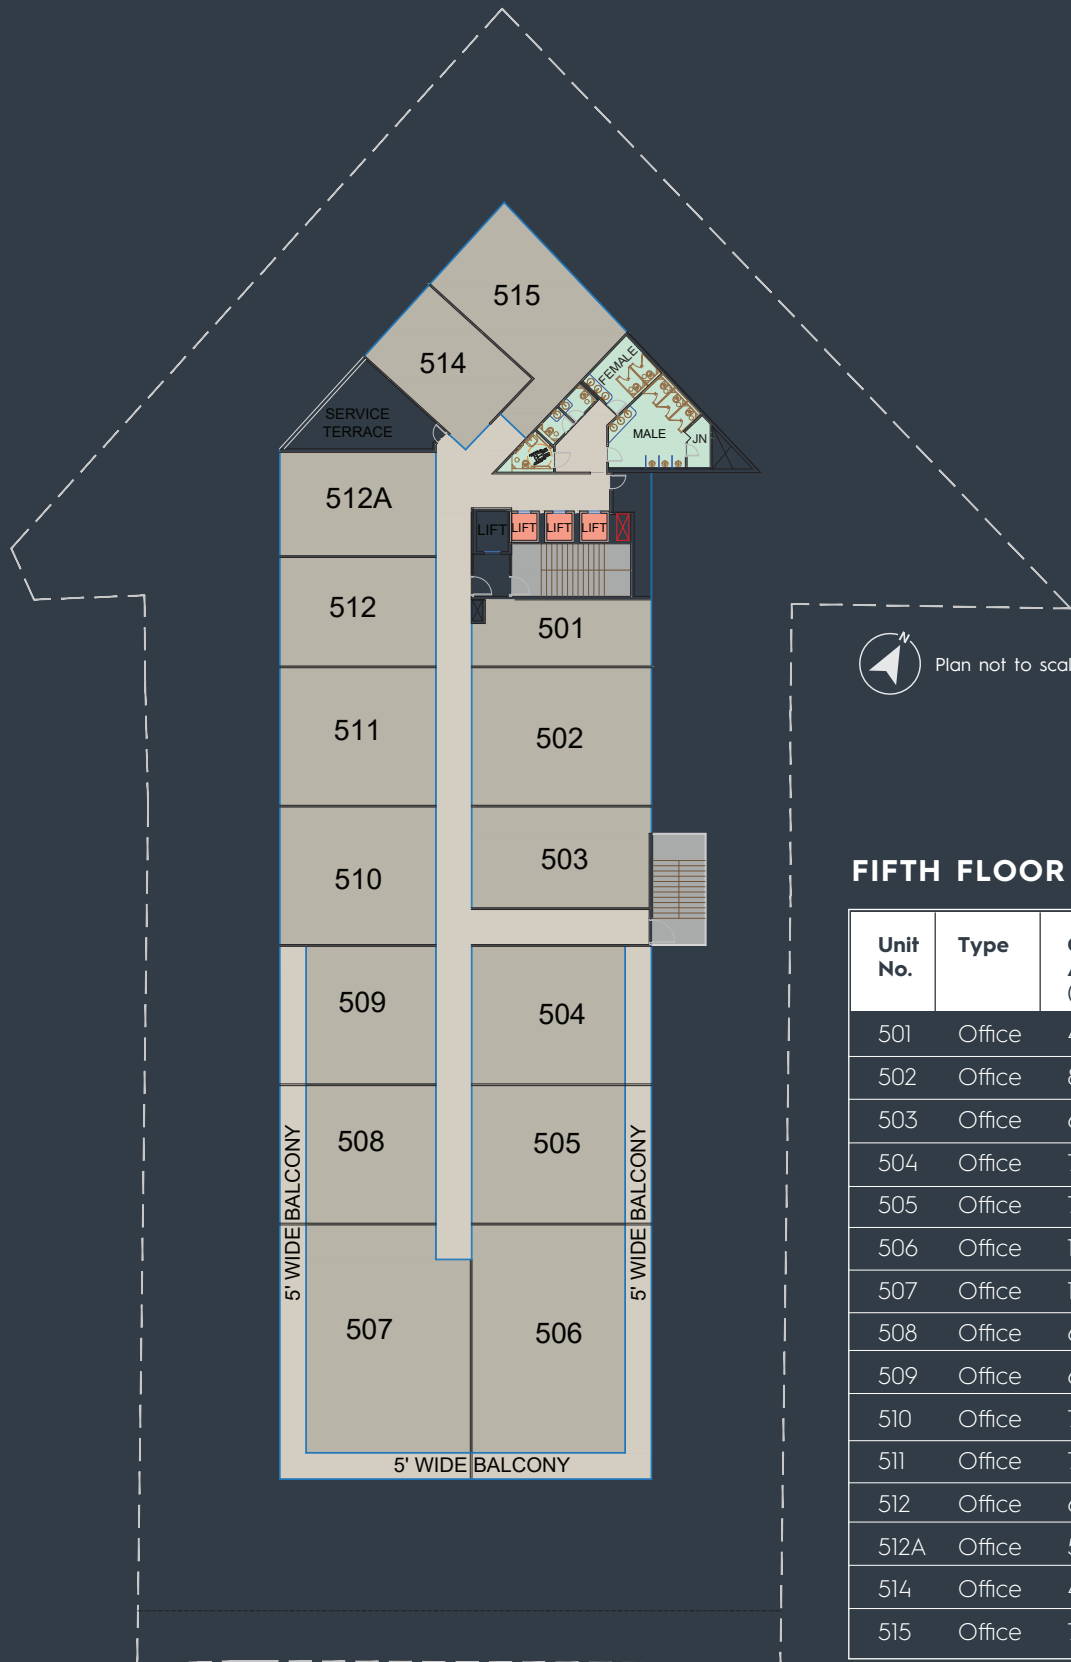 515
514
FEMALE
SERVICE
TERRACE
MALE
JN
512A
LIFT
LIFT
LIFT
LIFT
512
501
N
511
502
503
510
FIFTH FLOOR
Unit
No.
Type
509
504
501 Office
502 Office
503 Office
508
505
5' WIDE BALCONY
5' WIDE BALCONY
504 Office
505 Office
506 Office
507
506
507 Office
508 Office
509 Office
510 Office
5' WIDE BALCONY
511 Office
512 Office
512A Office
514 Office
515 Office
Plan not to scal